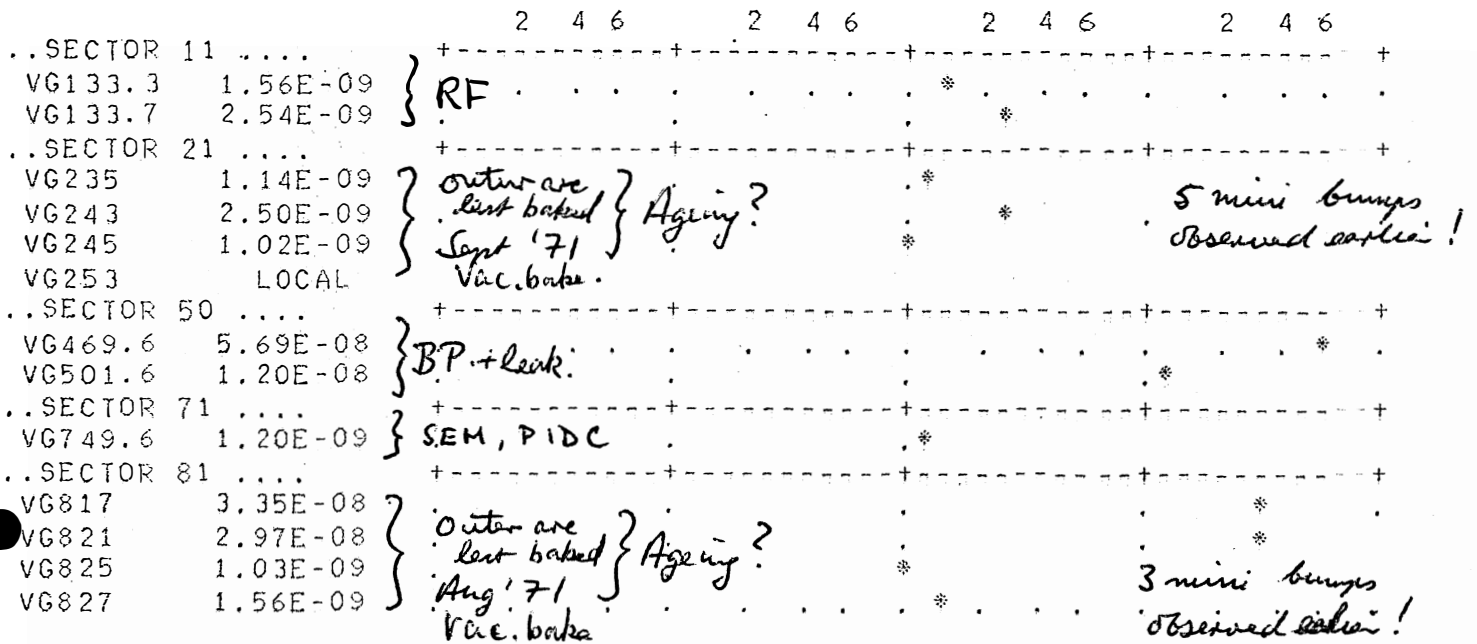 2 4 6 2 4 6 2 4 6 2 4 6
..SECTOR 11 ....
VG133.3 1.56E-09
VG133.7 2.54E-09
RF
..SECTOR 21 ....
VG235 1.14E-09
VG243 2.50E-09
VG245 1.02E-09
VG253 LOCAL
outer are
last baked
Sept '71
Vac. bake.
Ageing?
5 mini bumps
observed earlier!
..SECTOR 50 ....
VG469.6 5.69E-08
VG501.6 1.20E-08
BP. + leak.
..SECTOR 71 ....
VG749.6 1.20E-09
SEM, PIDC
..SECTOR 81 ....
VG817 3.35E-08
VG821 2.97E-08
VG825 1.03E-09
VG827 1.56E-09
Outer are
last baked
Aug '71
Vac. bake
Ageing?
3 mini bumps
observed earlier!